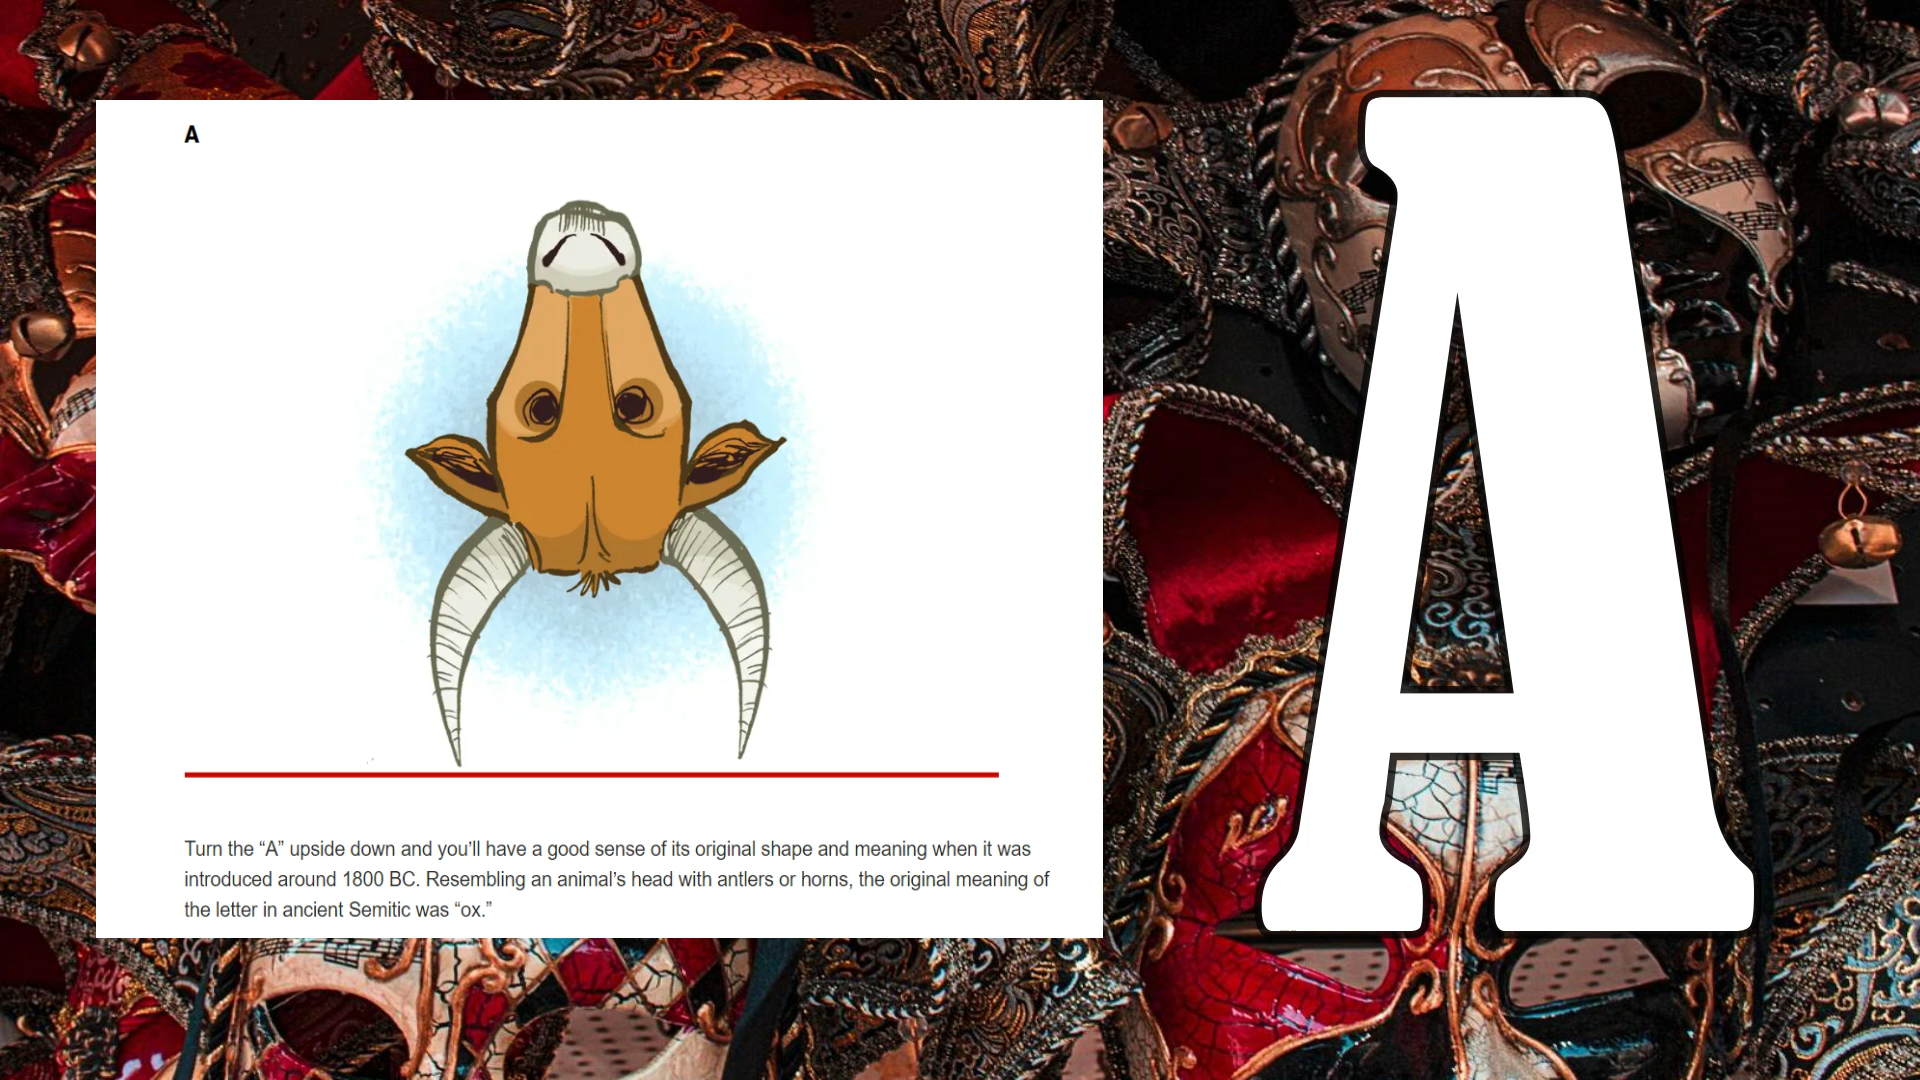 A
A
Turn the “A” upside down and you’ll have a good sense of its original shape and meaning when it was
introduced around 1800 BC. Resembling an animal’s head with antlers or horns, the original meaning of
the letter in ancient Semitic was “ox.”